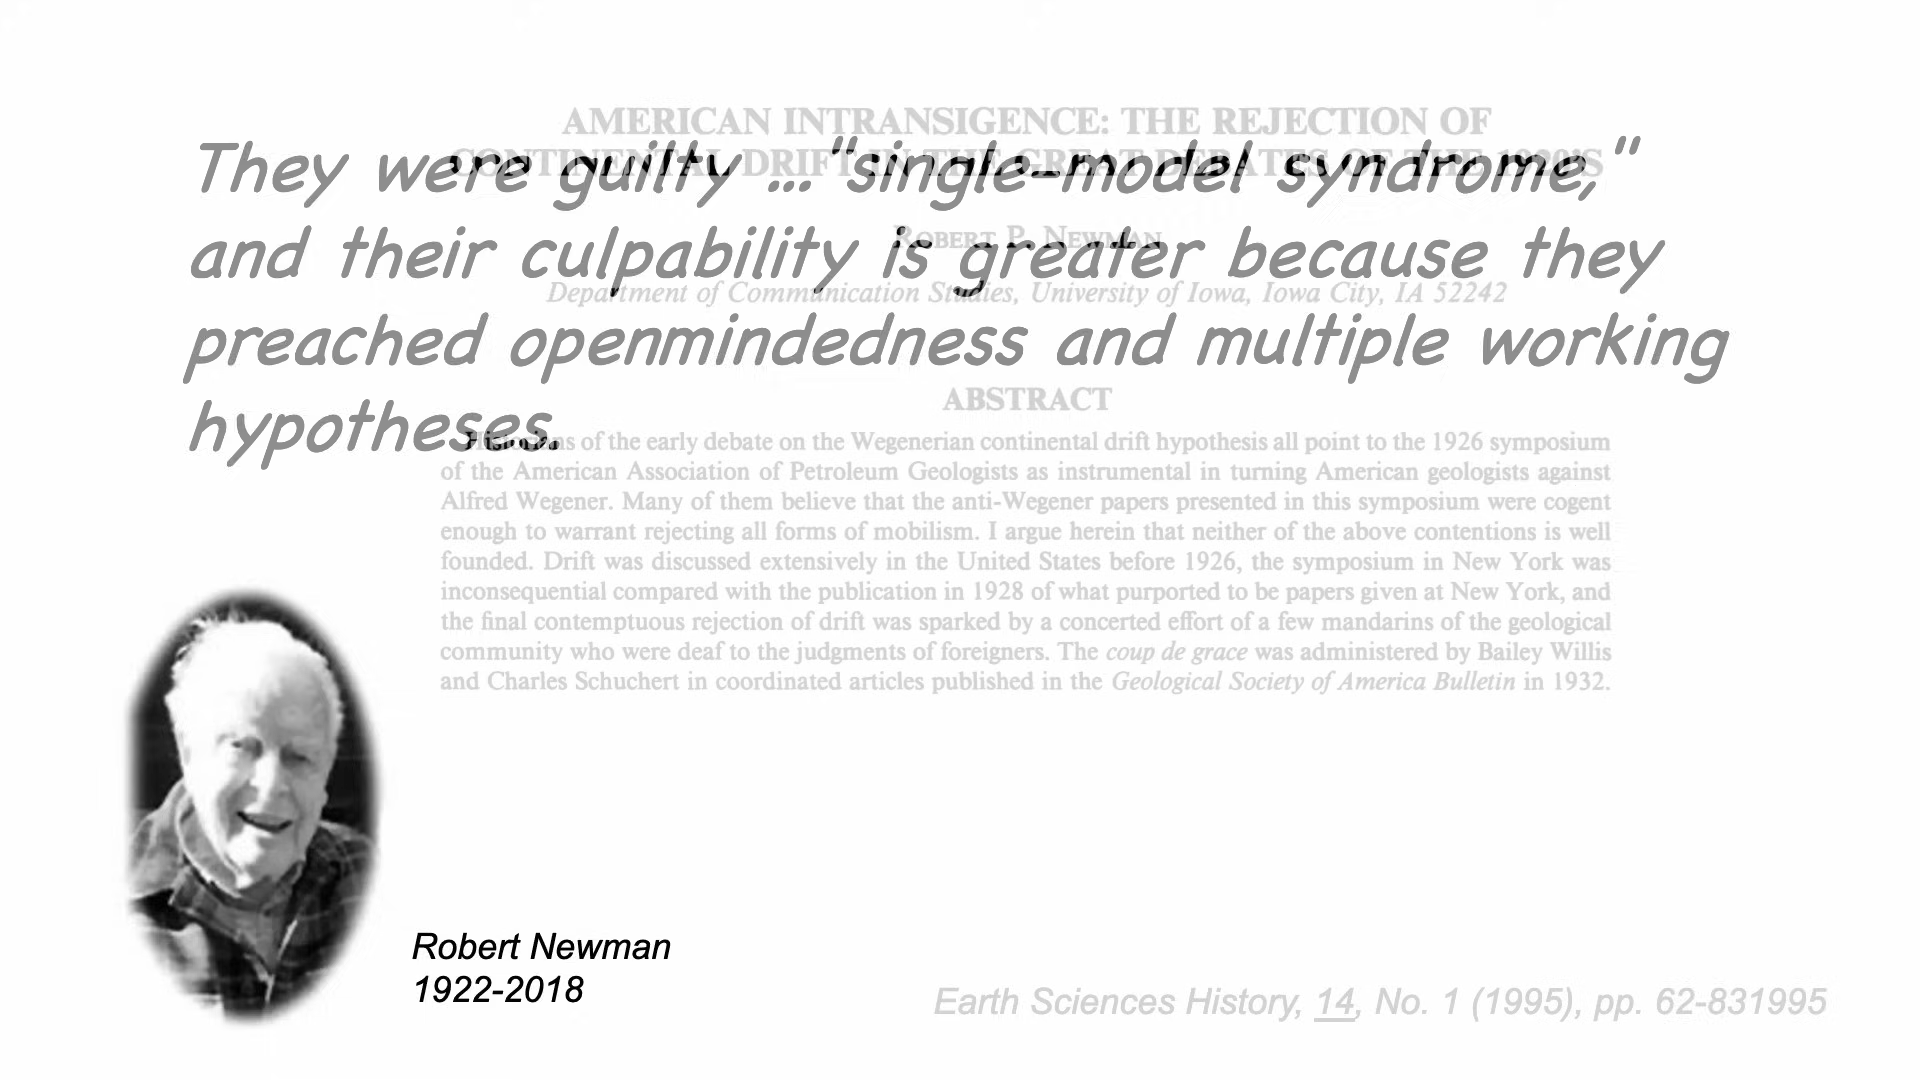 AMERICAN INTRANSIGENCE: THE REJECTION OF
CONTINENTAL DRIFT IN THE GREAT DEBATES OF THE 1920'S
They were guilty ..."single-model syndrome,"
and their culpability is greater because they
preached openmindedness and multiple working
hypotheses.
ROBERT P. NEWMAN
Department of Communication Studies, University of Iowa, Iowa City, IA 52242
ABSTRACT
Historians of the early debate on the Wegenerian continental drift hypothesis all point to the 1926 symposium
of the American Association of Petroleum Geologists as instrumental in turning American geologists against
Alfred Wegener. Many of them believe that the anti-Wegener papers presented in this symposium were cogent
enough to warrant rejecting all forms of mobilism. I argue herein that neither of the above contentions is well
founded. Drift was discussed extensively in the United States before 1926, the symposium in New York was
inconsequential compared with the publication in 1928 of what purported to be papers given at New York, and
the final contemptuous rejection of drift was sparked by a concerted effort of a few mandarins of the geological
community who were deaf to the judgments of foreigners. The coup de grace was administered by Bailey Willis
and Charles Schuchert in coordinated articles published in the Geological Society of America Bulletin in 1932.
Robert Newman
1922-2018
Earth Sciences History, 14, No. 1 (1995), pp. 62-831995